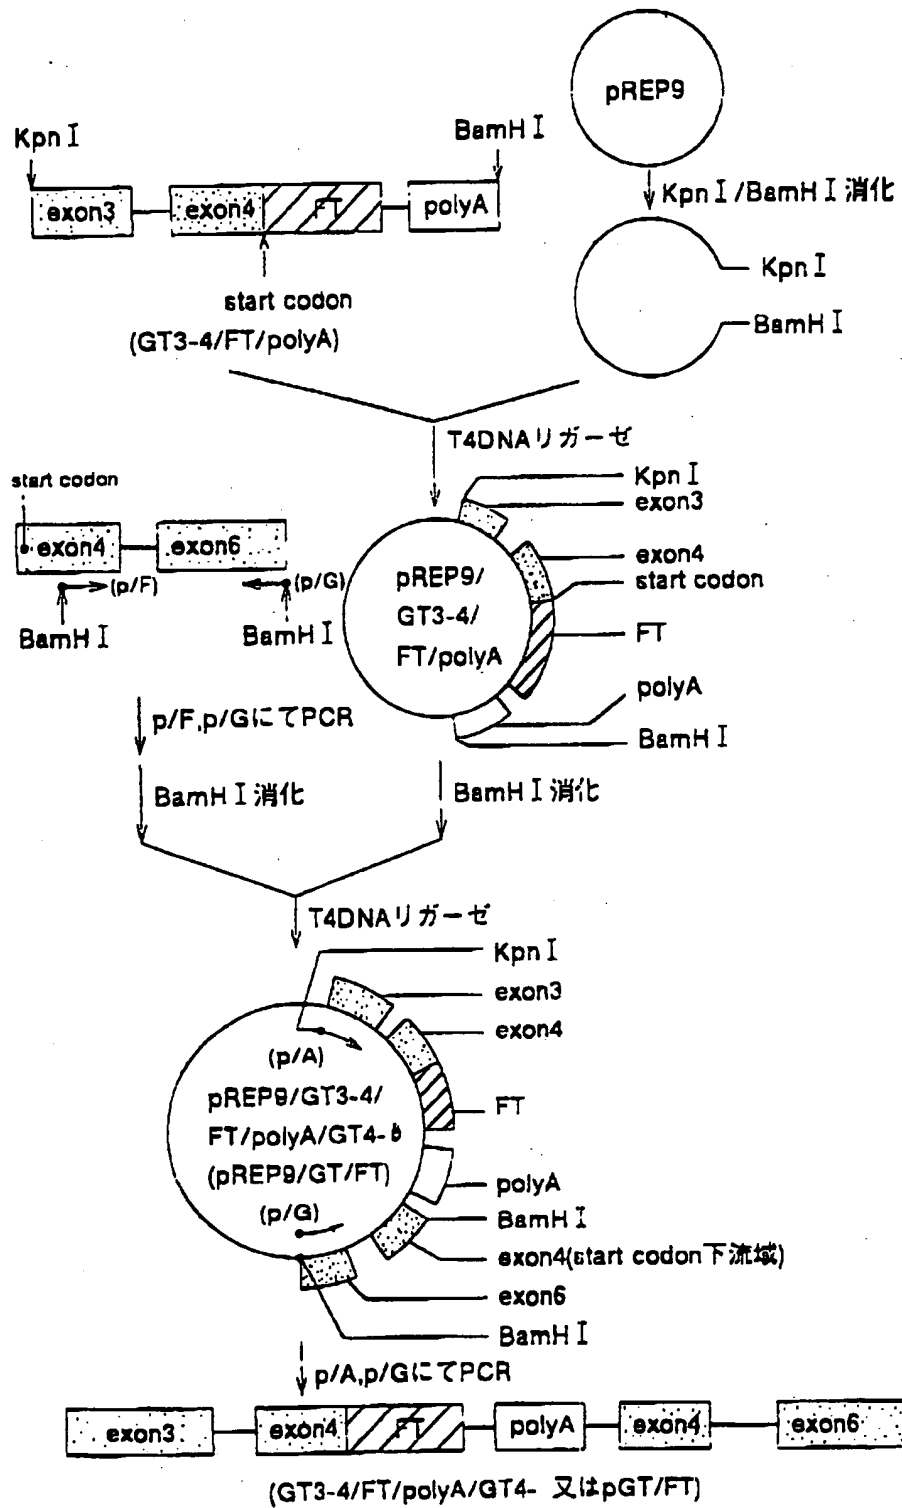 pREP9
Kpn I
BamH I
exon3
exon4
FT
polyA
Kpn I/BamH I 消化
start codon
(GT3-4/FT/polyA)
Kpn I
BamH I
T4DNAリガーゼ
start codon
exon4
exon6
(p/F)
(p/G)
BamH I
BamH I
pREP9/
GT3-4/
FT/polyA
Kpn I
exon3
exon4
start codon
FT
polyA
BamH I
p/F,p/GにてPCR
BamH I 消化
BamH I 消化
T4DNAリガーゼ
Kpn I
exon3
exon4
(p/A)
pREP9/GT3-4/
FT/polyA/GT4-6
(pREP9/GT/FT)
(p/G)
FT
polyA
BamH I
exon4(start codon下流域)
exon6
BamH I
p/A,p/GにてPCR
exon3
exon4
FT
polyA
exon4
exon6
(GT3-4/FT/polyA/GT4- 又はpGT/FT)